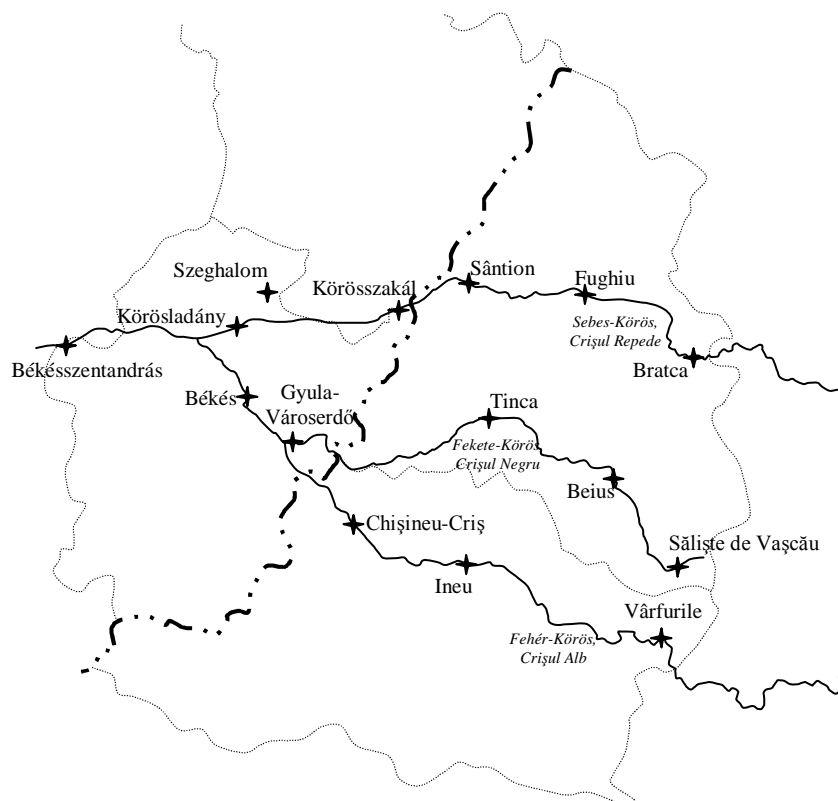 Szeghalom
Körösszakál
Sântion
Fughiu
Körösladány
Sebes-Körös,
Crişul Repede
Békésszentandrás
Bratca
Békés
Gyula-
Városerdő
Tinca
Fekete-Körös
Crişul Negru
Beius
Chişineu-Criş
Sălişte de Vaşcău
Ineu
Vârfurile
Fehér-Körös,
Crişul Alb